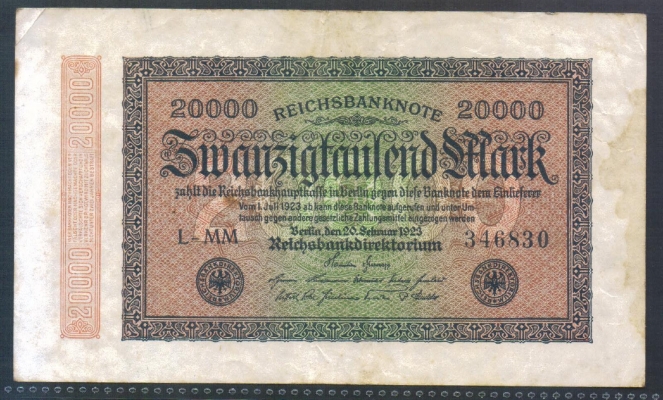 20000 REICHSBANKNOTE 20000
Zwanzigtausend Mark
zahlt die Reichsbankhauptkasse in Berlin gegen diese Banknote dem Einlieferer
Vom 1. Juli 1923 ab kann diese Banknote aufgerufen und unter Um-
tausch gegen andere gesetzliche Zahlungsmittel eingezogen werden
Berlin, den 20. Februar 1923
L-MM Reichsbankdirektorium 346830
20000 20000